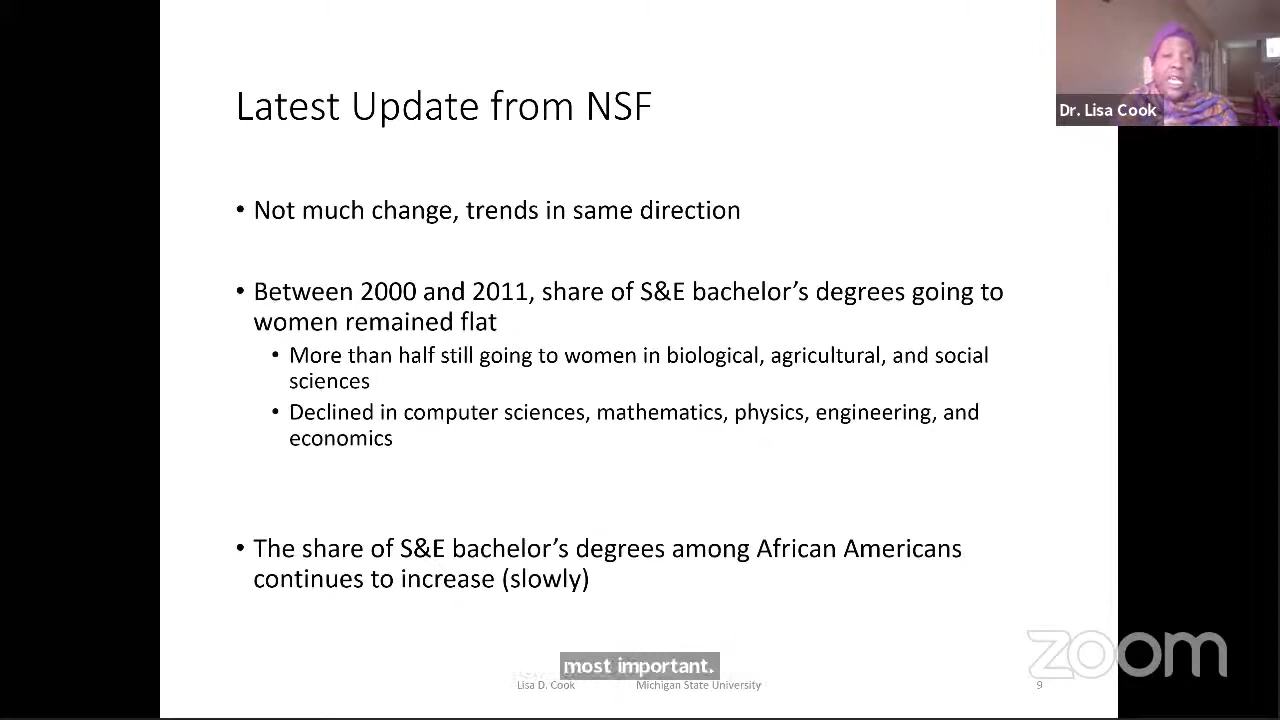 Latest Update from NSF
Dr. Lisa Cook
• Not much change, trends in same direction
• Between 2000 and 2011, share of S&E bachelor's degrees going to
women remained flat
• More than half still going to women in biological, agricultural, and social
sciences
• Declined in computer sciences, mathematics, physics, engineering, and
economics
• The share of S&E bachelor's degrees among African Americans
continues to increase (slowly)
zoom
most important.
Lisa D. Cook Michigan State University 9